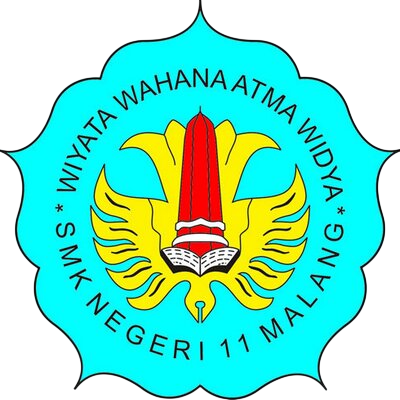 WIYATA WAHANA ATMA WIDYA
* SMK NEGERI 11 MALANG *